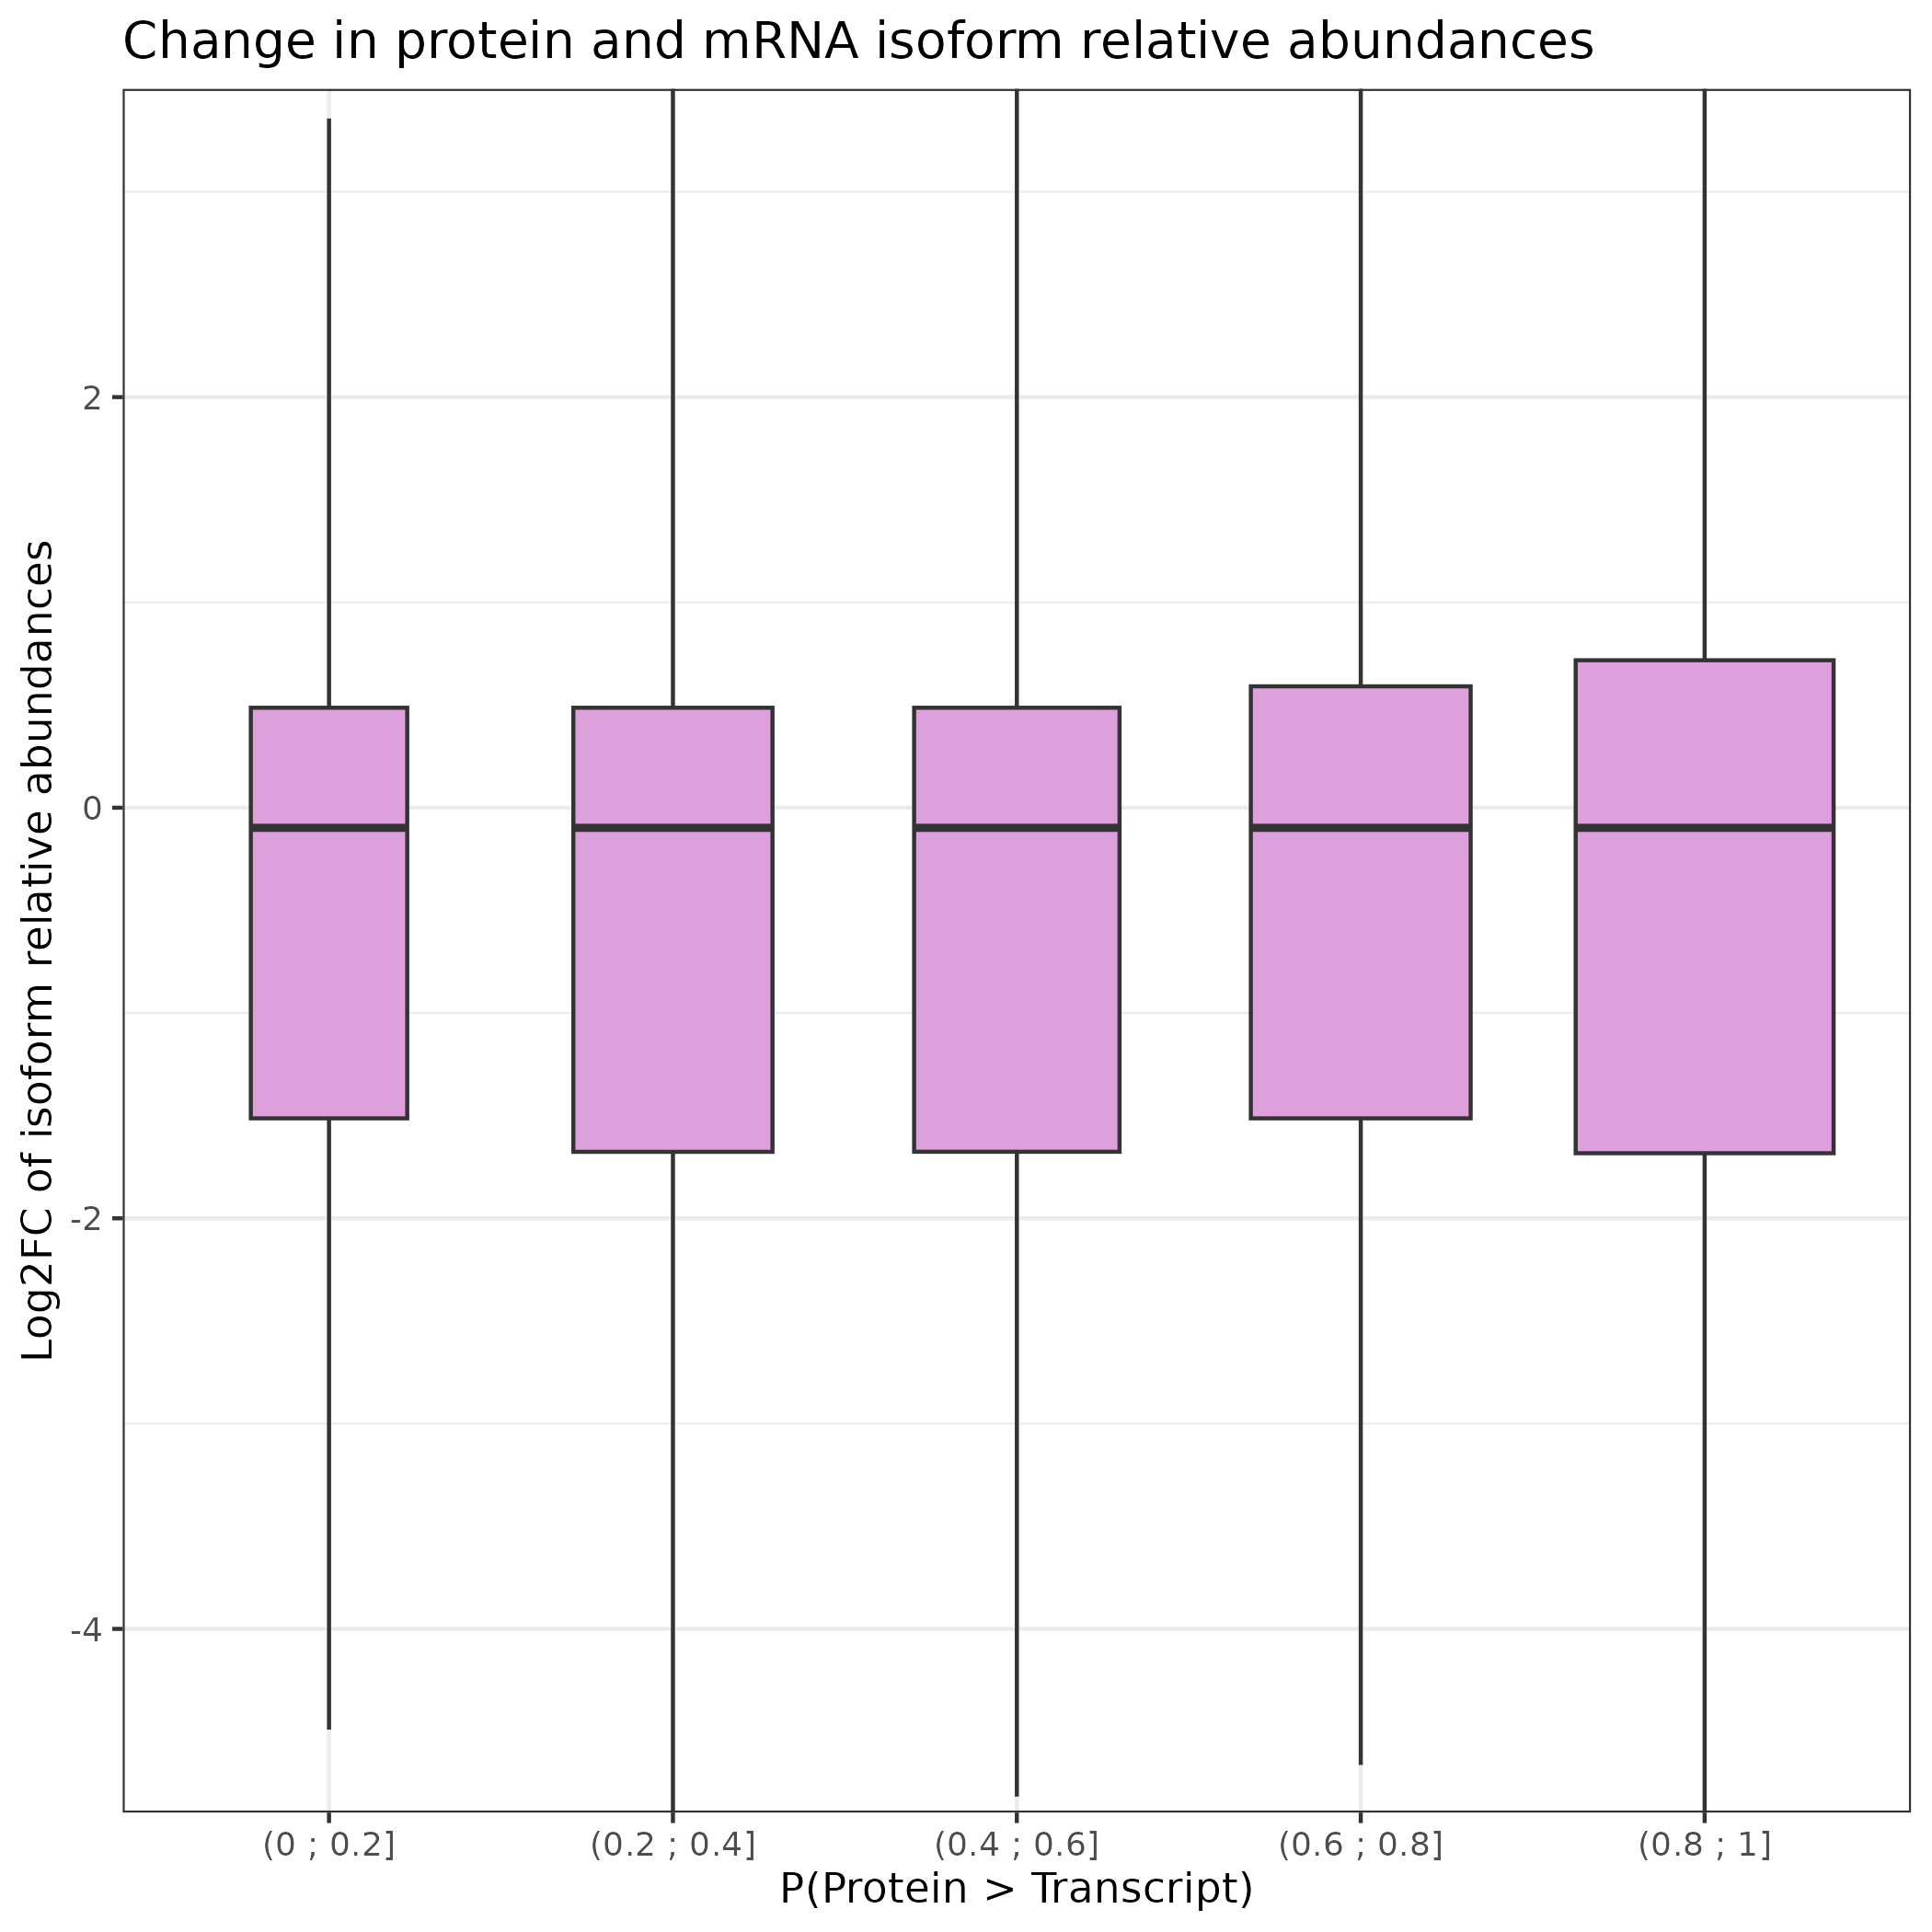 Change in protein and mRNA isoform relative abundances
Log2FC of isoform relative abundances
2
0
-2
-4
(0 ; 0.2]
(0.2 ; 0.4]
(0.4 ; 0.6]
(0.6 ; 0.8]
(0.8 ; 1]
P(Protein > Transcript)